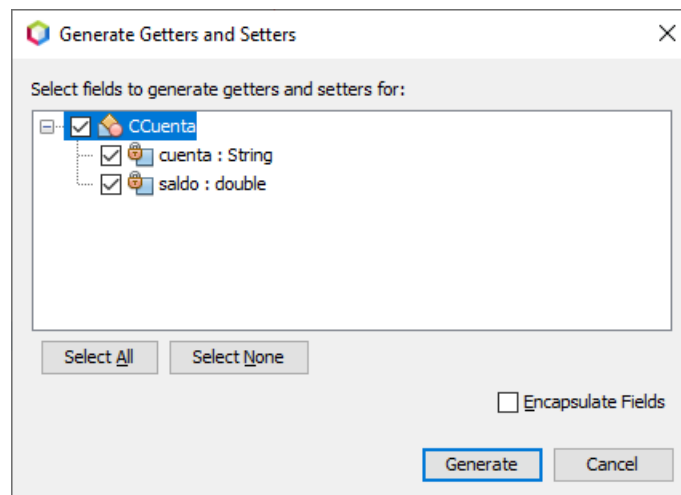 Generate Getters and Setters
Select fields to generate getters and setters for:
CCuenta
cuenta : String
saldo : double
Select All Select None
Encapsulate Fields
Generate Cancel